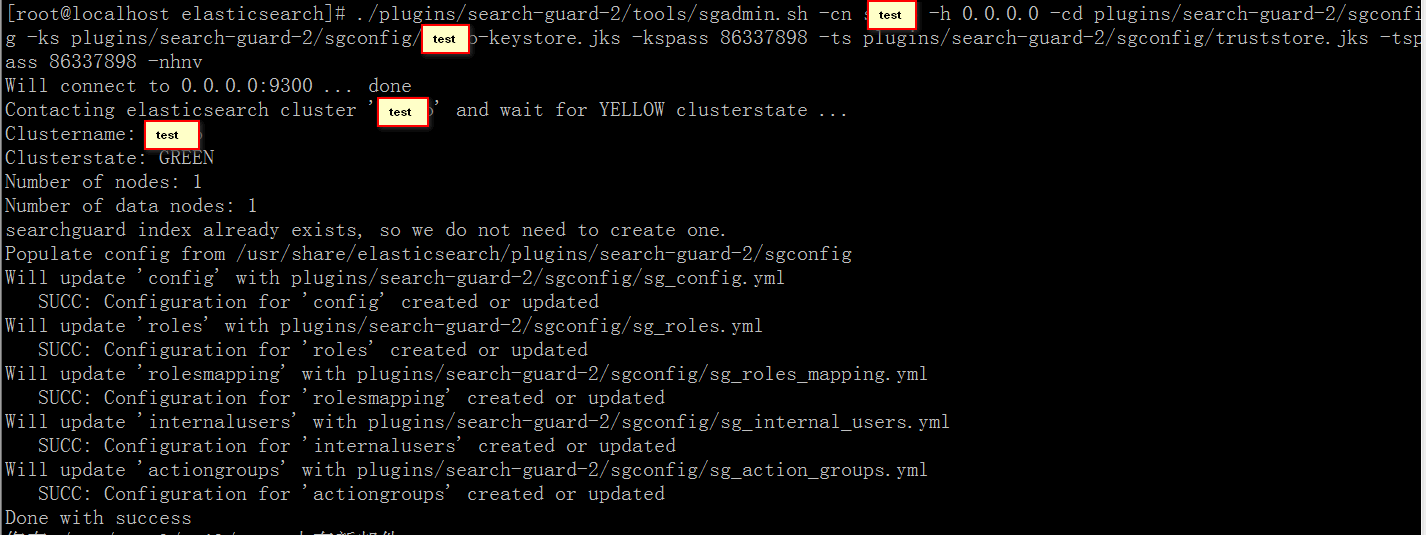 [root@localhost elasticsearch]# ./plugins/search-guard-2/tools/sgadmin.sh -cn test -h 0.0.0.0 -cd plugins/search-guard-2/sgconfi
g -ks plugins/search-guard-2/sgconfig/test-keystore.jks -kspass 86337898 -ts plugins/search-guard-2/sgconfig/truststore.jks -tsp
ass 86337898 -nhnv
Will connect to 0.0.0.0:9300 ... done
Contacting elasticsearch cluster 'test' and wait for YELLOW clusterstate ...
Clustername: test
Clusterstate: GREEN
Number of nodes: 1
Number of data nodes: 1
searchguard index already exists, so we do not need to create one.
Populate config from /usr/share/elasticsearch/plugins/search-guard-2/sgconfig
Will update 'config' with plugins/search-guard-2/sgconfig/sg_config.yml
   SUCC: Configuration for 'config' created or updated
Will update 'roles' with plugins/search-guard-2/sgconfig/sg_roles.yml
   SUCC: Configuration for 'roles' created or updated
Will update 'rolesmapping' with plugins/search-guard-2/sgconfig/sg_roles_mapping.yml
   SUCC: Configuration for 'rolesmapping' created or updated
Will update 'internalusers' with plugins/search-guard-2/sgconfig/sg_internal_users.yml
   SUCC: Configuration for 'internalusers' created or updated
Will update 'actiongroups' with plugins/search-guard-2/sgconfig/sg_action_groups.yml
   SUCC: Configuration for 'actiongroups' created or updated
Done with success